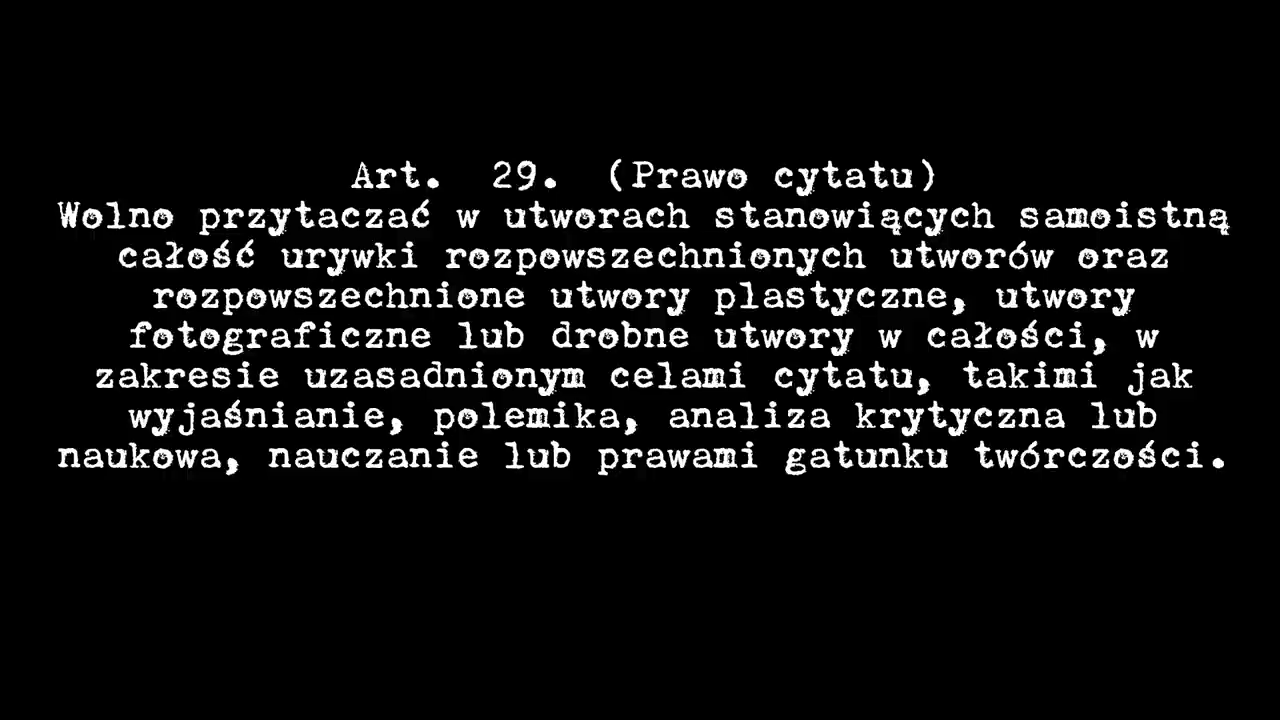 Art. 29. (Prawo cytatu)
Wolno przytaczać w utworach stanowiących samoistną
całość urywki rozpowszechnionych utworów oraz
rozpowszechnione utwory plastyczne, utwory
fotograficzne lub drobne utwory w całości, w
zakresie uzasadnionym celami cytatu, takimi jak
wyjaśnianie, polemika, analiza krytyczna lub
naukowa, nauczanie lub prawami gatunku twórczości.